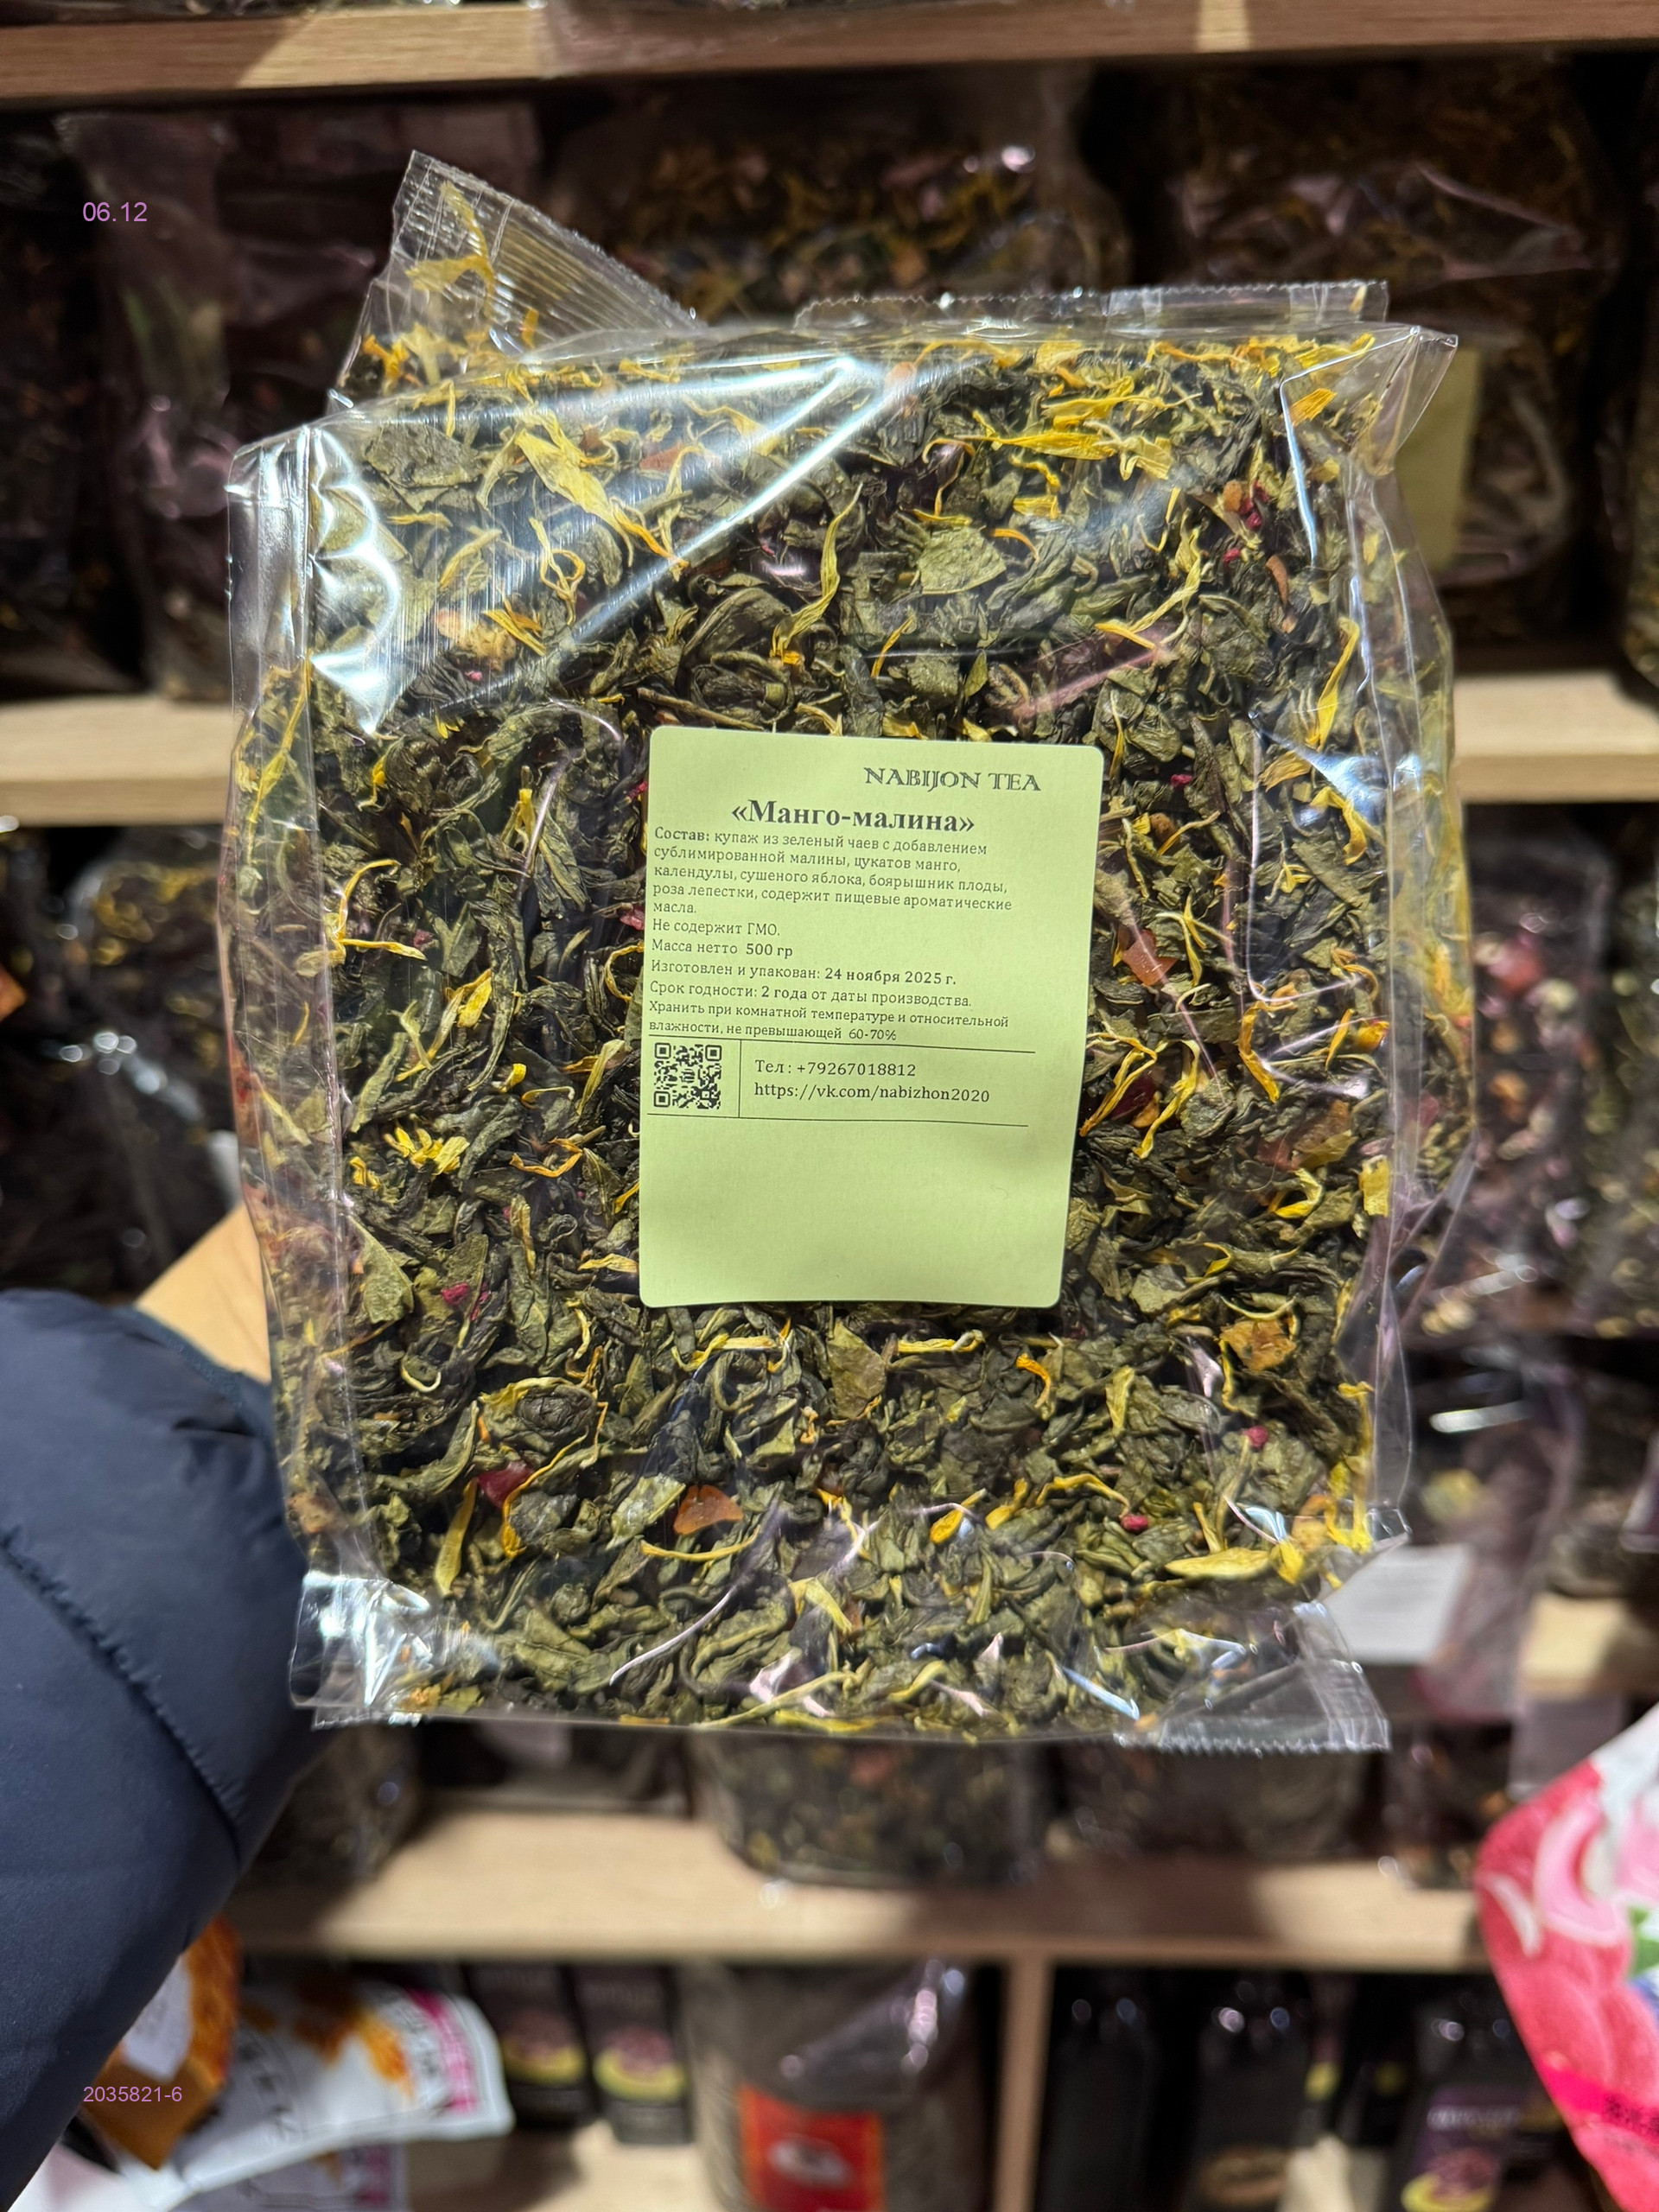 06.12
NABIJON TEA
«Манго-малина»
Состав: купаж из зеленый чаев с добавлением
сублимированной малины, цукатов манго,
календулы, сушеного яблока, боярышник плоды,
роза лепестки, содержит пищевые ароматические
масла.
Не содержит ГМО.
Масса нетто 500 гр
Изготовлен и упакован: 24 ноября 2025 г.
Срок годности: 2 года от даты производства.
Хранить при комнатной температуре и относительной
влажности, не превышающей 60-70%
Тел: +79267018812
https://vk.com/nabizhon2020
2035821-6